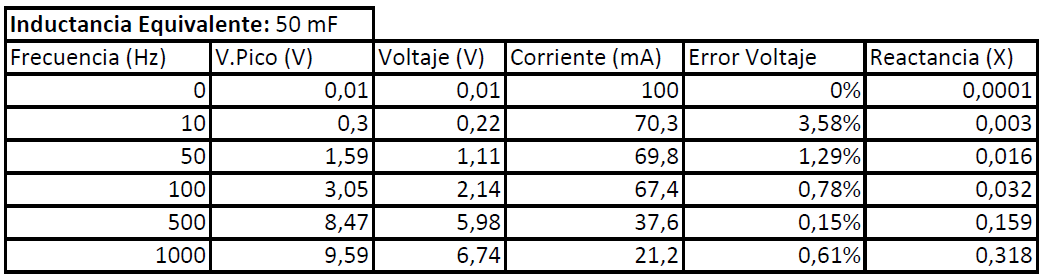 Inductancia Equivalente: 50 mF
Frecuencia (Hz) V.Pico (V) Voltaje (V) Corriente (mA) Error Voltaje Reactancia (X)
0 0,01 0,01 100 0% 0,0001
10 0,3 0,22 70,3 3,58% 0,003
50 1,59 1,11 69,8 1,29% 0,016
100 3,05 2,14 67,4 0,78% 0,032
500 8,47 5,98 37,6 0,15% 0,159
1000 9,59 6,74 21,2 0,61% 0,318